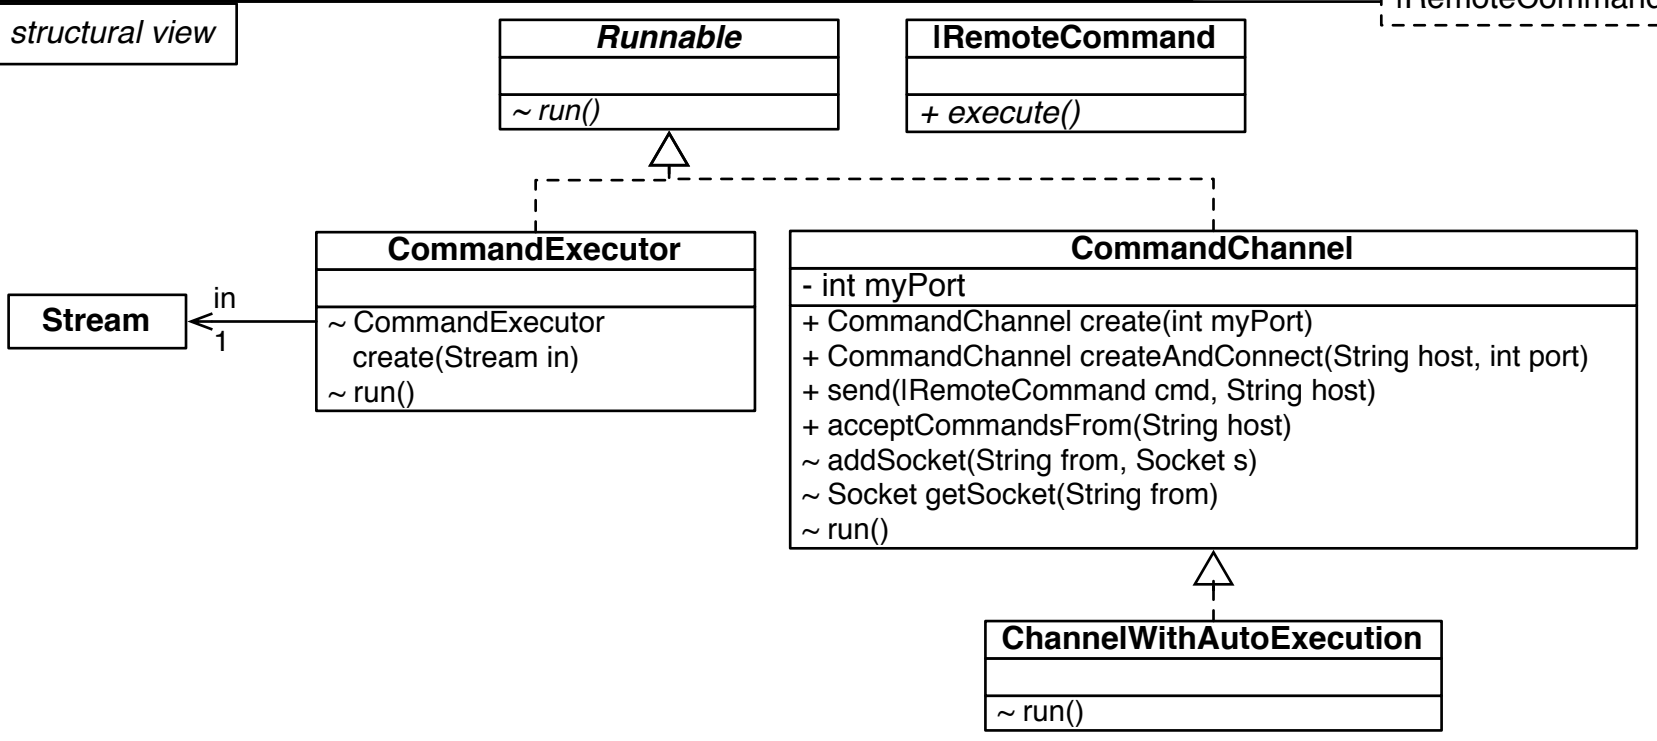 IRemoteCommand
structural view
Runnable
~ run()
IRemoteCommand
+ execute()
CommandExecutor
~ CommandExecutor
create(Stream in)
~ run()
Stream
in
1
CommandChannel
- int myPort
+ CommandChannel create(int myPort)
+ CommandChannel createAndConnect(String host, int port)
+ send(IRemoteCommand cmd, String host)
+ acceptCommandsFrom(String host)
~ addSocket(String from, Socket s)
~ Socket getSocket(String from)
~ run()
ChannelWithAutoExecution
~ run()